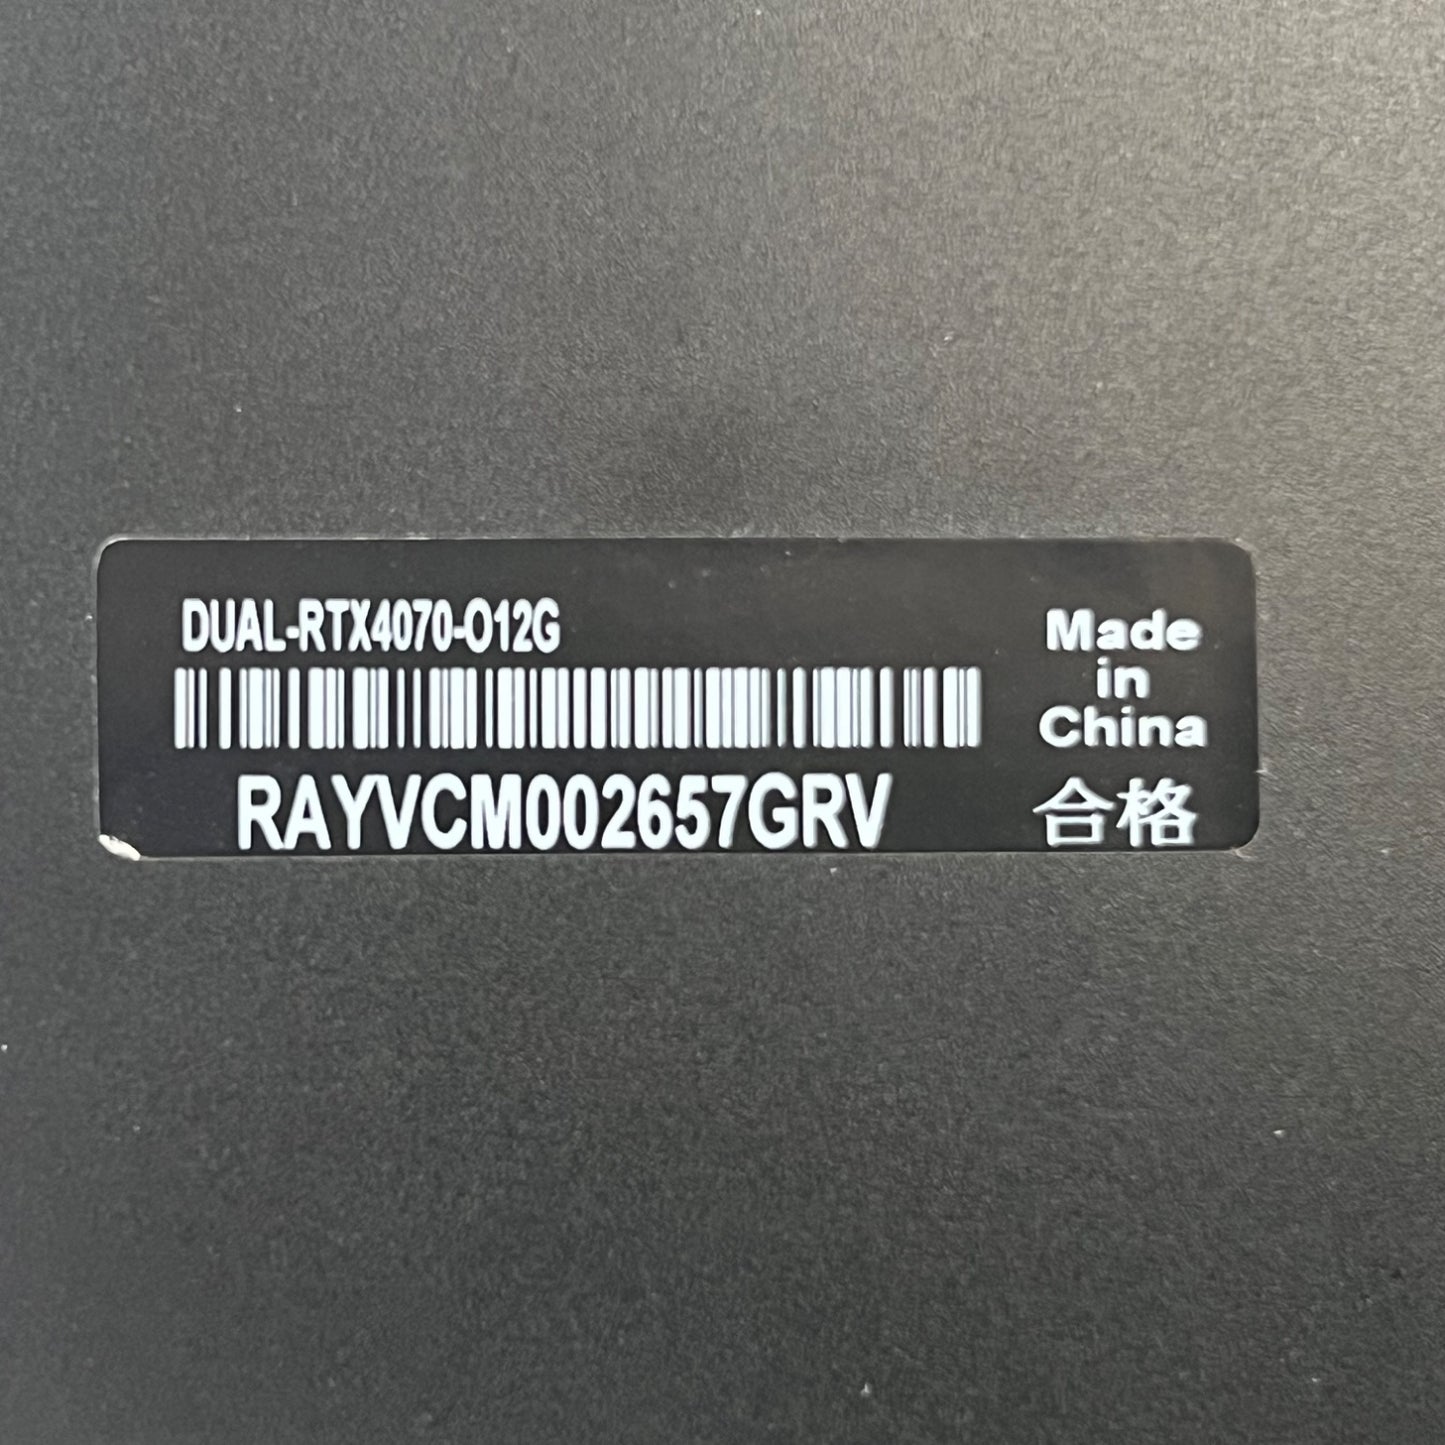 DUAL-RTX4070-O12G
RAYVCM002657GRV
Made
in
China
合格